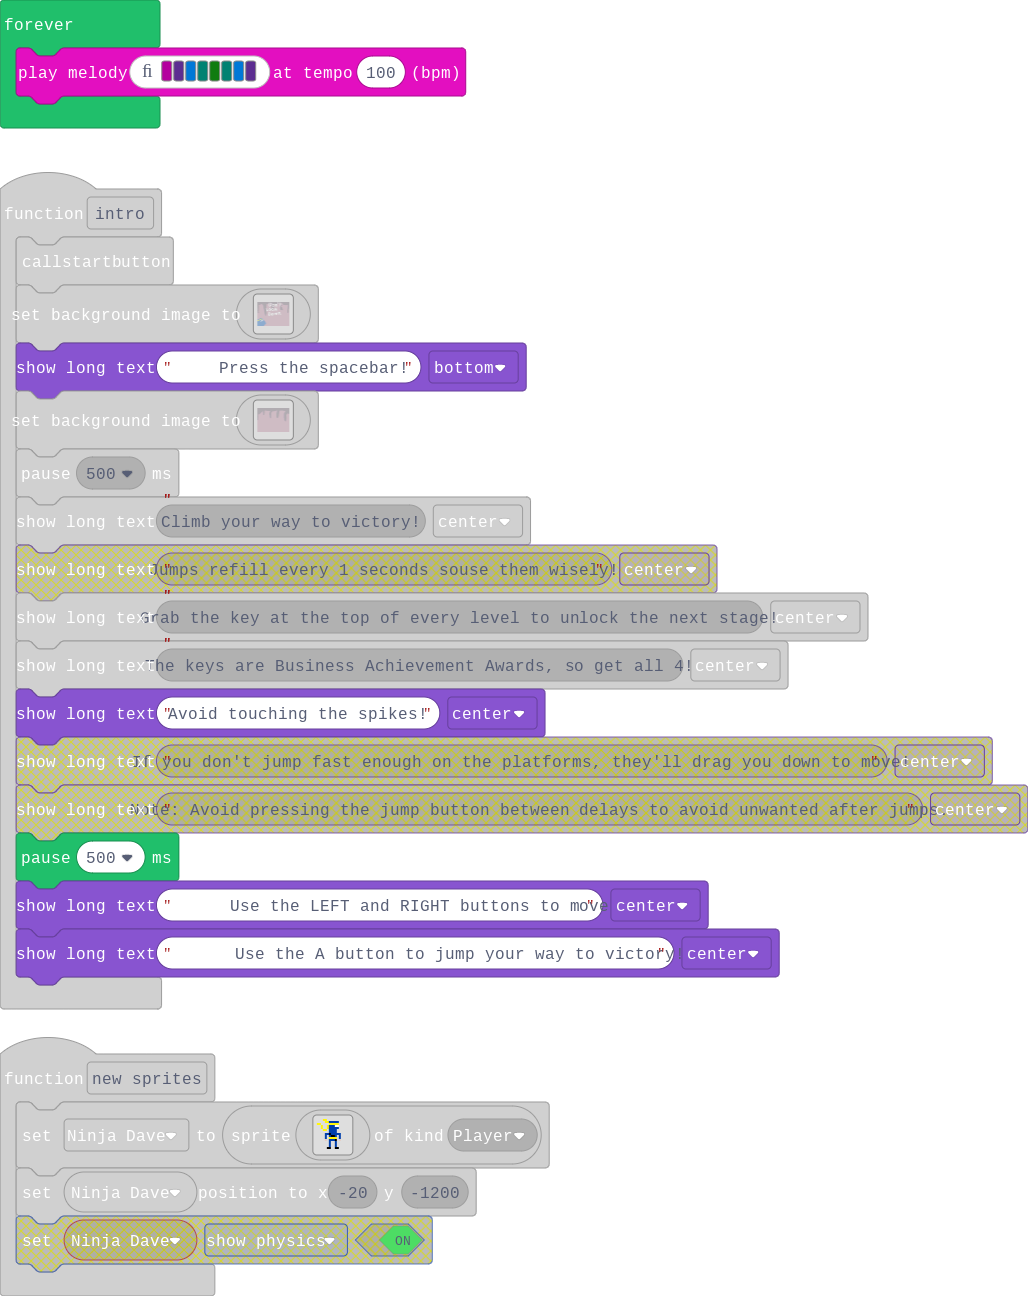 forever
play melody at tempo 100 (bpm)
function intro
callstartbutton
set background image to
show long text " Press the spacebar!" bottom
set background image to
pause 500 ms
show long text "Climb your way to victory! center
show long text "Jumps refill every 1 seconds souse them wisely!" center
show long text "Grab the key at the top of every level to unlock the next stage! center
show long text "The keys are Business Achievement Awards, so get all 4! center
show long text "Avoid touching the spikes!" center
show long text "If you don't jump fast enough on the platforms, they'll drag you down to move!" center
show long text "Note: Avoid pressing the jump button between delays to avoid unwanted after jumps" center
pause 500 ms
show long text " Use the LEFT and RIGHT buttons to move" center
show long text " Use the A button to jump your way to victory!" center
function new sprites
set Ninja Dave to sprite of kind Player
set Ninja Dave position to x -20 y -1200
set Ninja Dave show physics ON